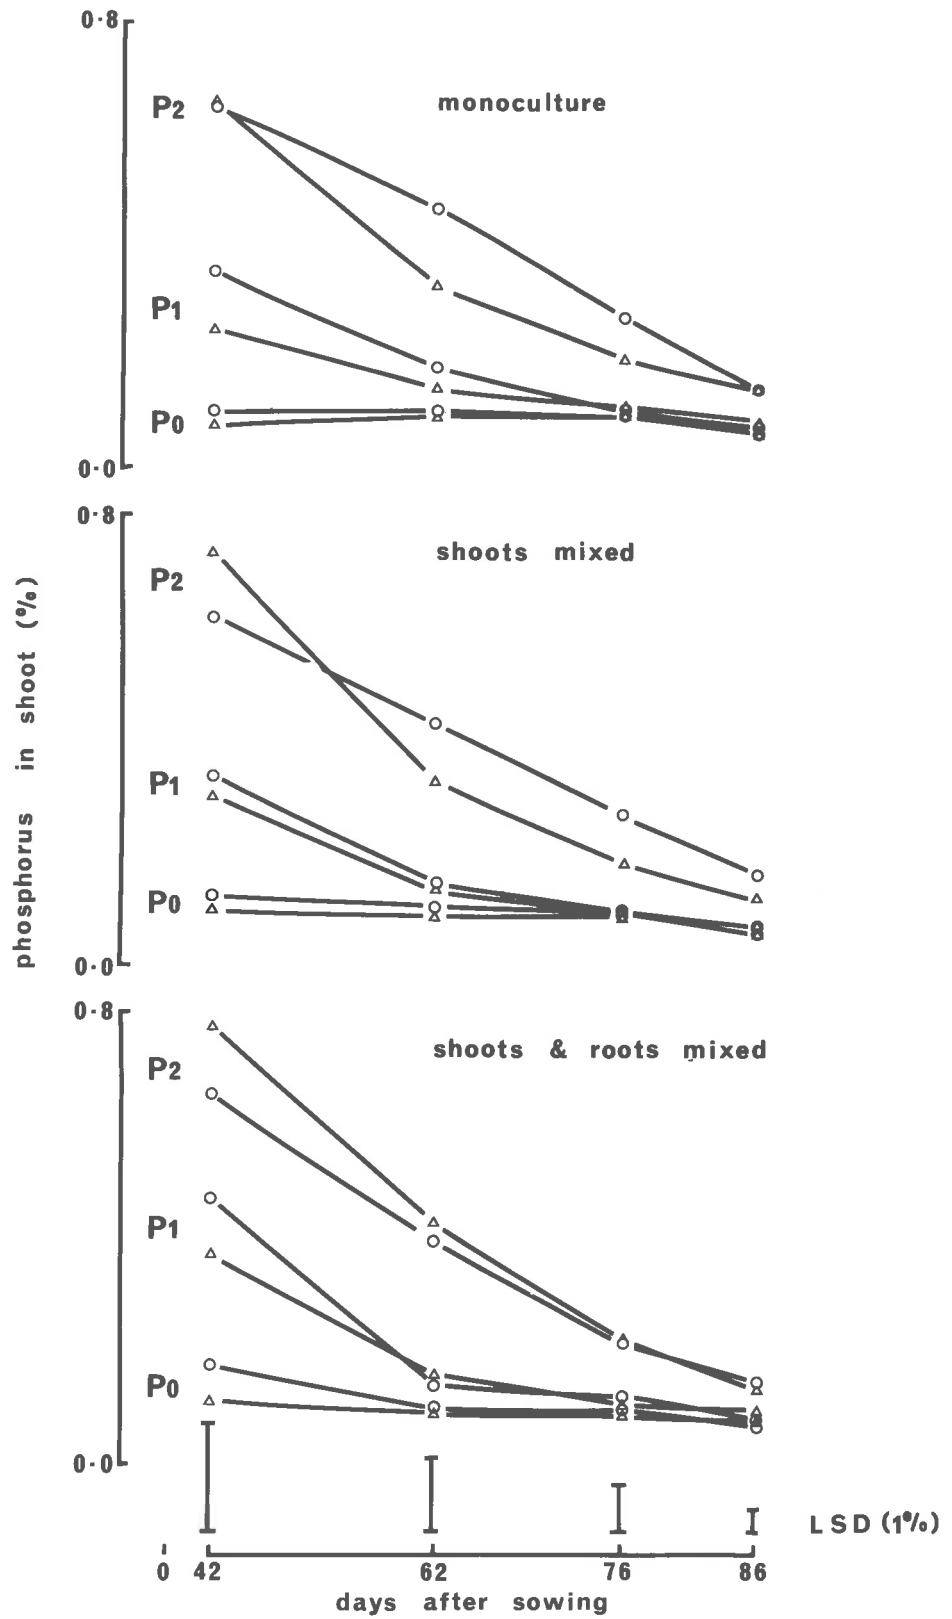 0·8
P2
monoculture
P1
P0
0·0
0·8
shoots mixed
P2
P1
P0
0·0
phosphorus in shoot (%)
0·8
shoots & roots mixed
P2
P1
P0
0·0
LSD (1%)
0 42 62 76 86
days after sowing